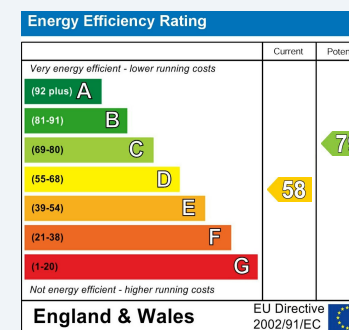 Energy Efficiency Rating
Current
Very energy efficient - lower running costs
(92 plus) A
(81-91) B
(69-80) C
(55-68) D
58
(39-54) E
(21-38) F
(1-20) G
Not energy efficient - higher running costs
England & Wales
EU Directive
2002/91/EC